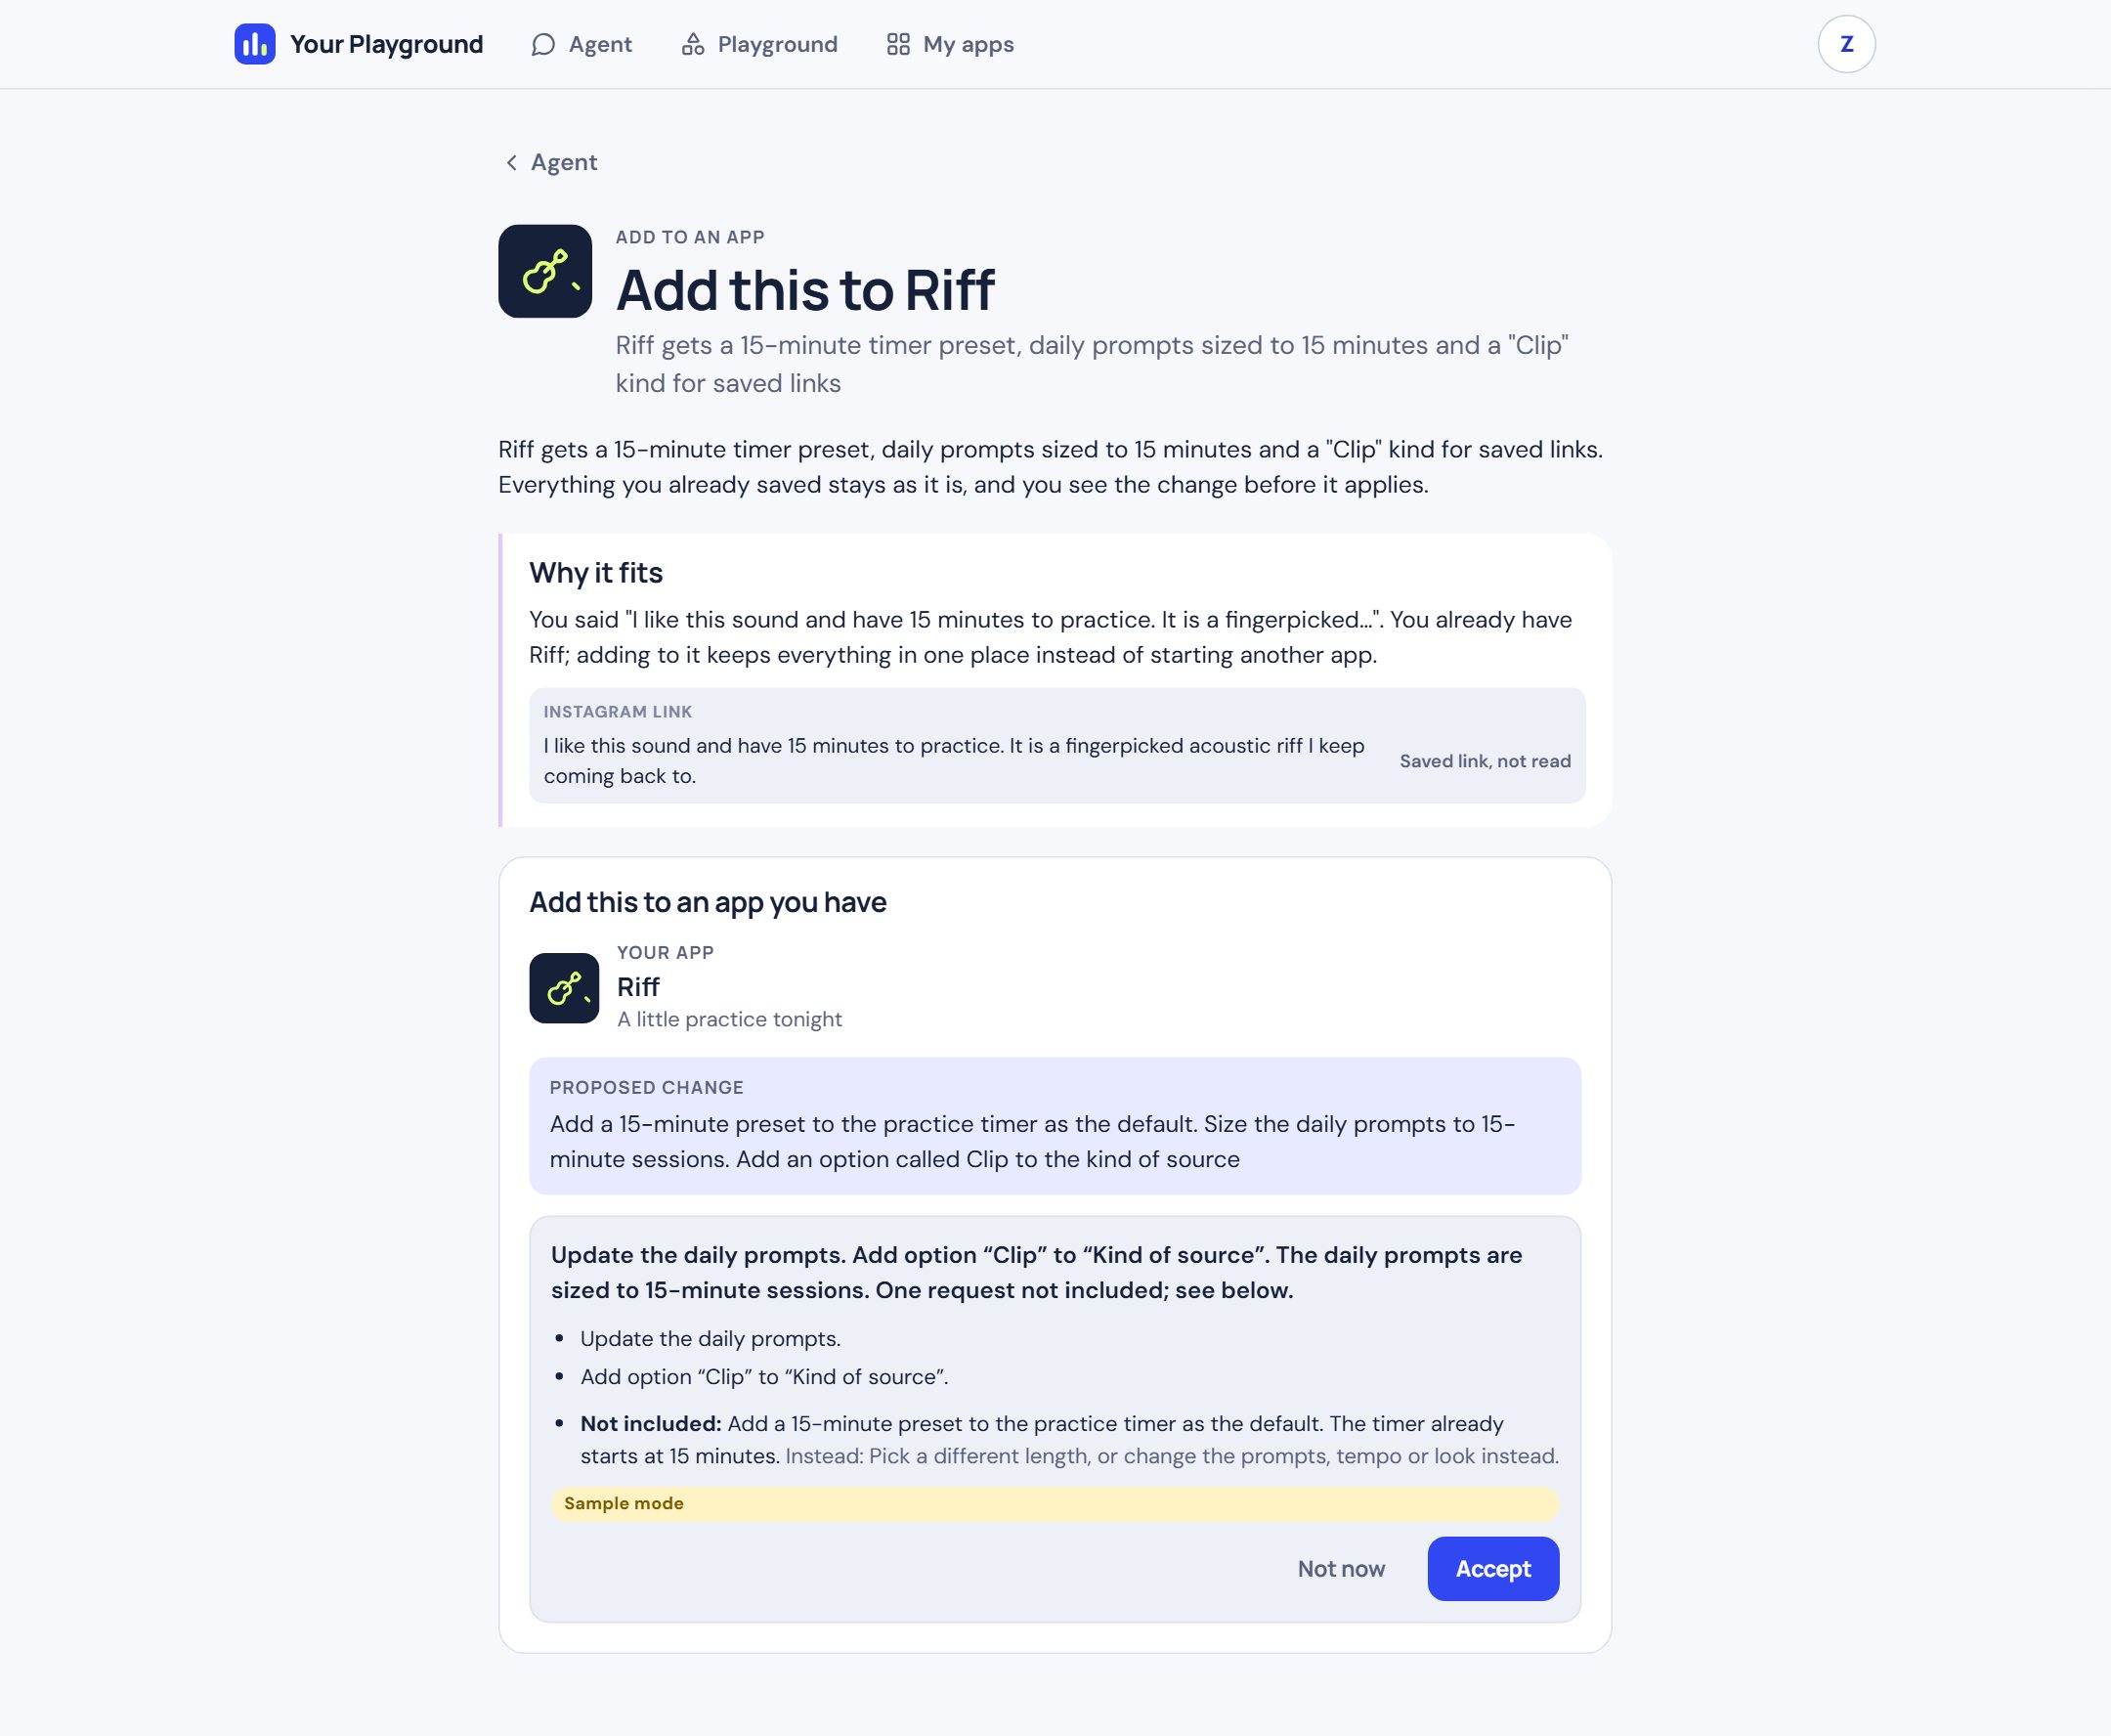 Your Playground
Agent
Playground
My apps
Z
Agent
ADD TO AN APP
Add this to Riff
Riff gets a 15-minute timer preset, daily prompts sized to 15 minutes and a "Clip"
kind for saved links
Riff gets a 15-minute timer preset, daily prompts sized to 15 minutes and a "Clip" kind for saved links.
Everything you already saved stays as it is, and you see the change before it applies.
Why it fits
You said "I like this sound and have 15 minutes to practice. It is a fingerpicked...". You already have
Riff; adding to it keeps everything in one place instead of starting another app.
INSTAGRAM LINK
I like this sound and have 15 minutes to practice. It is a fingerpicked acoustic riff I keep
coming back to.
Saved link, not read
Add this to an app you have
YOUR APP
Riff
A little practice tonight
PROPOSED CHANGE
Add a 15-minute preset to the practice timer as the default. Size the daily prompts to 15-
minute sessions. Add an option called Clip to the kind of source
Update the daily prompts. Add option “Clip” to “Kind of source”. The daily prompts are
sized to 15-minute sessions. One request not included; see below.
• Update the daily prompts.
• Add option “Clip” to “Kind of source”.
• Not included: Add a 15-minute preset to the practice timer as the default. The timer already
starts at 15 minutes. Instead: Pick a different length, or change the prompts, tempo or look instead.
Sample mode
Not now
Accept